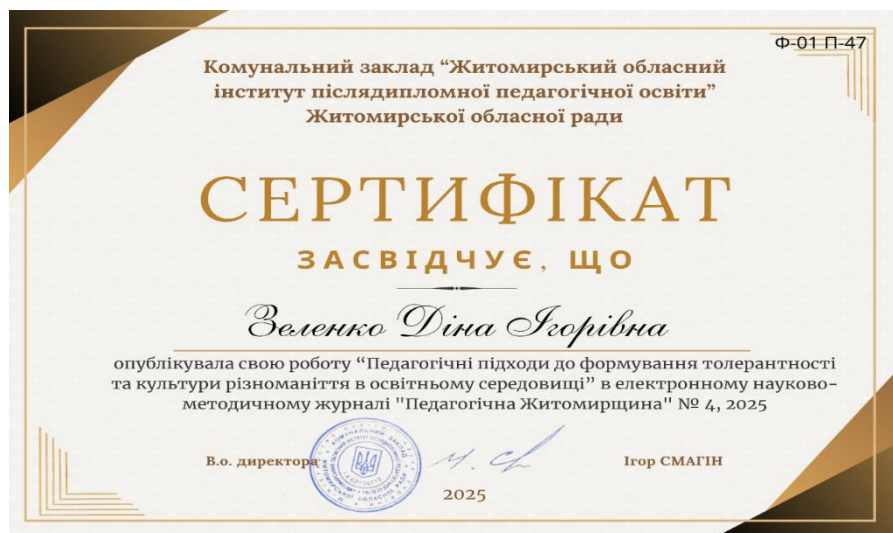 Ф-01 П-47
Комунальний заклад “Житомирський обласний
інститут післядипломної педагогічної освіти”
Житомирської обласної ради
СЕРТИФІКАТ
ЗАСВІДЧУЄ, ЩО
Зеленко Діна Ігорівна
опублікувала свою роботу “Педагогічні підходи до формування толерантності
та культури різноманіття в освітньому середовищі” в електронному науково-
методичному журналі "Педагогічна Житомирщина" № 4, 2025
В.о. директора
Ігор СМАГІН
2025